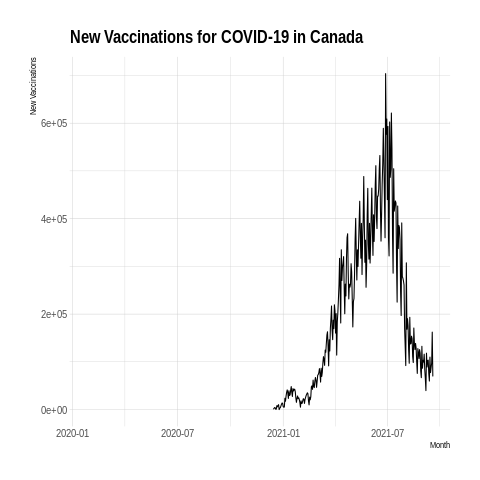 New Vaccinations for COVID-19 in Canada
New Vaccinations
6e+05
4e+05
2e+05
0e+00
2020-01 2020-07 2021-01 2021-07
Month